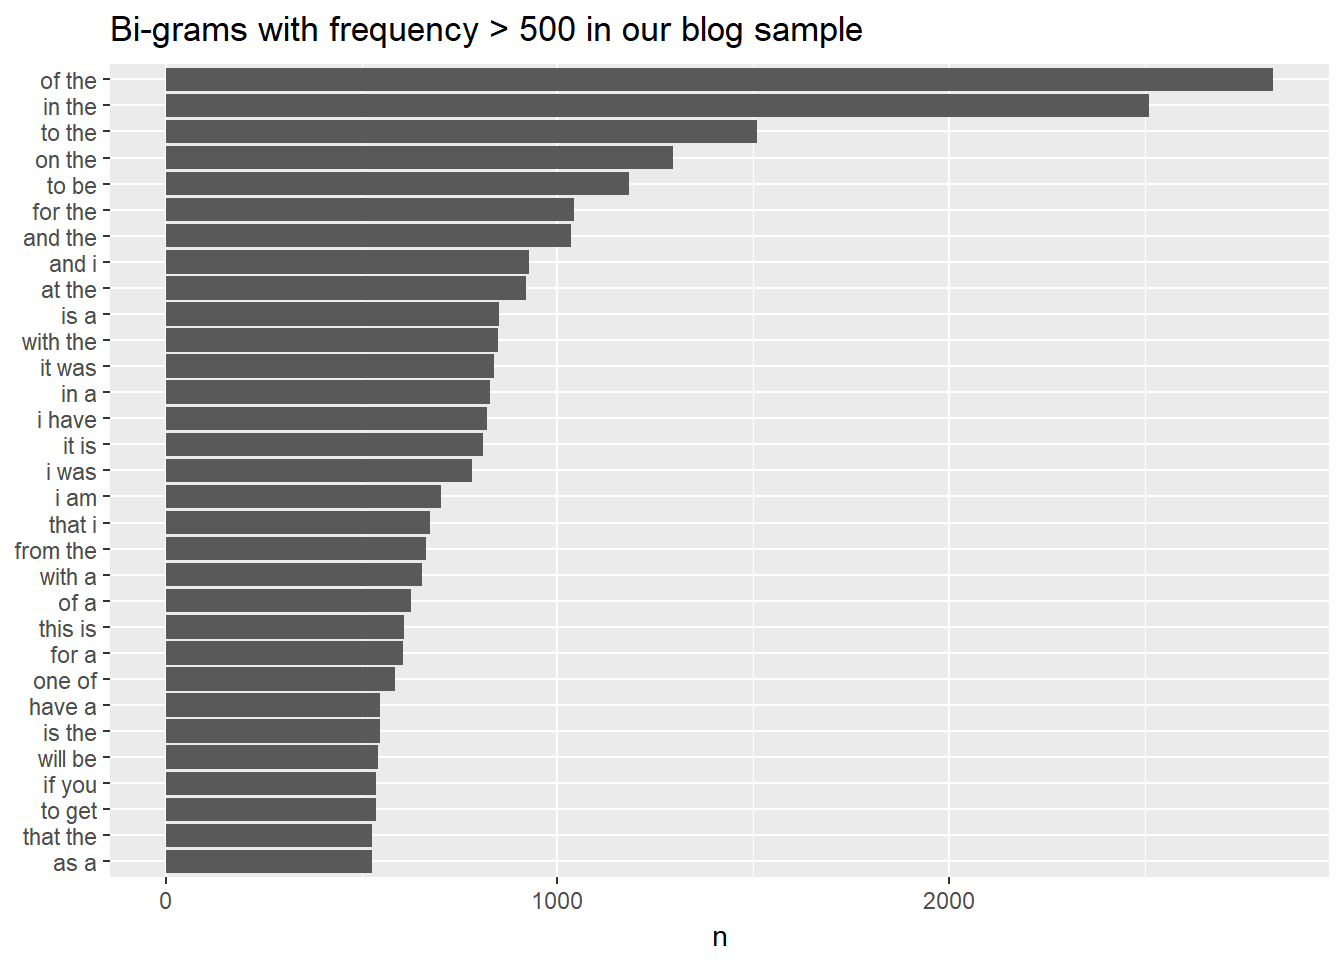 Bi-grams with frequency > 500 in our blog sample
of the
in the
to the
on the
to be
for the
and the
and i
at the
is a
with the
it was
in a
i have
it is
i was
i am
that i
from the
with a
of a
this is
for a
one of
have a
is the
will be
if you
to get
that the
as a
0 1000 2000
n